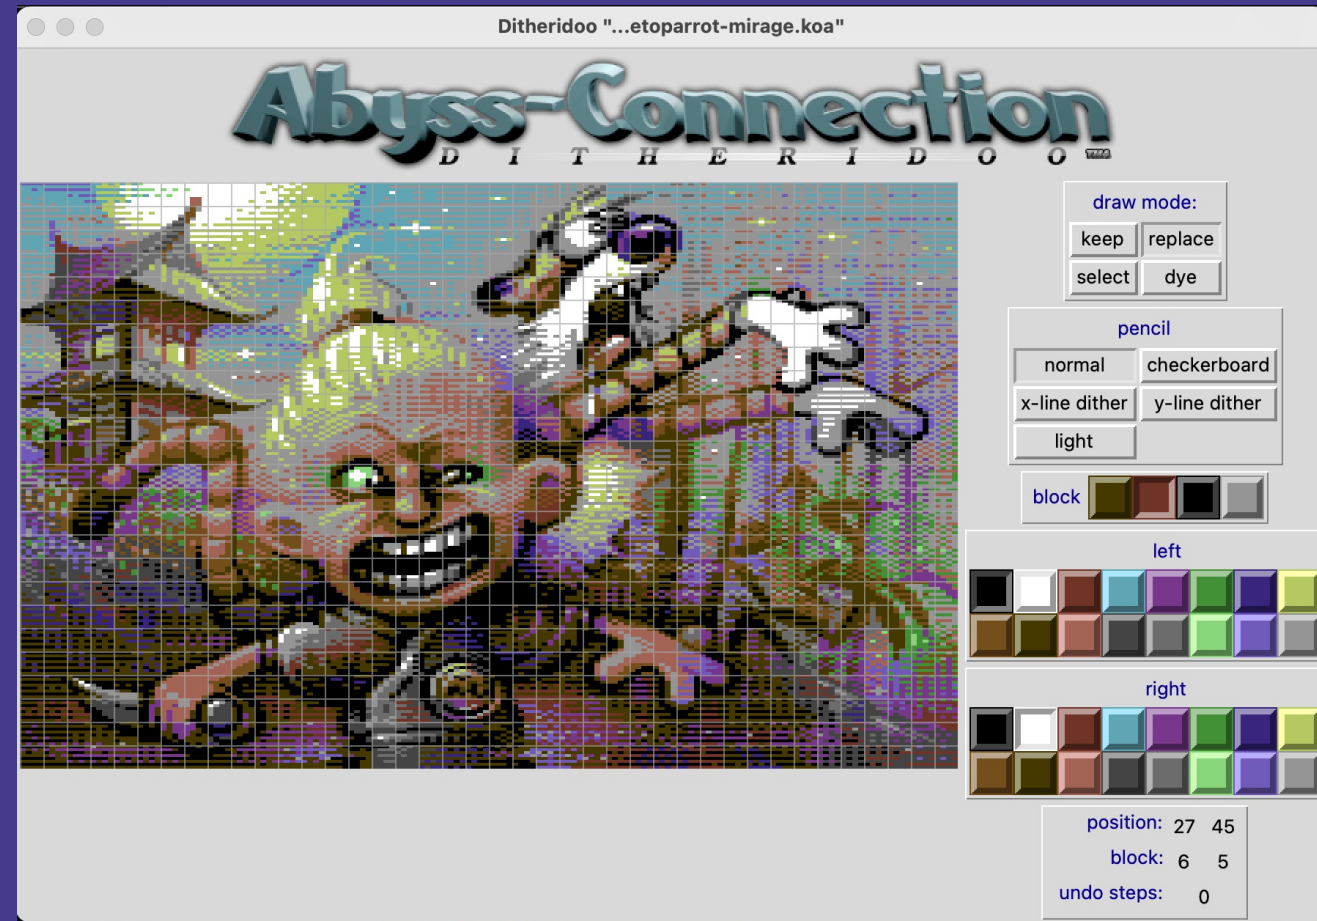 Ditheridoo "...etoparrot-mirage.koa"
Abyss-Connection
DITHERIDOO TMG
draw mode:
keep replace
select dye
pencil
normal checkerboard
x-line dither y-line dither
light
block
left
right
position: 27 45
block: 6 5
undo steps: 0